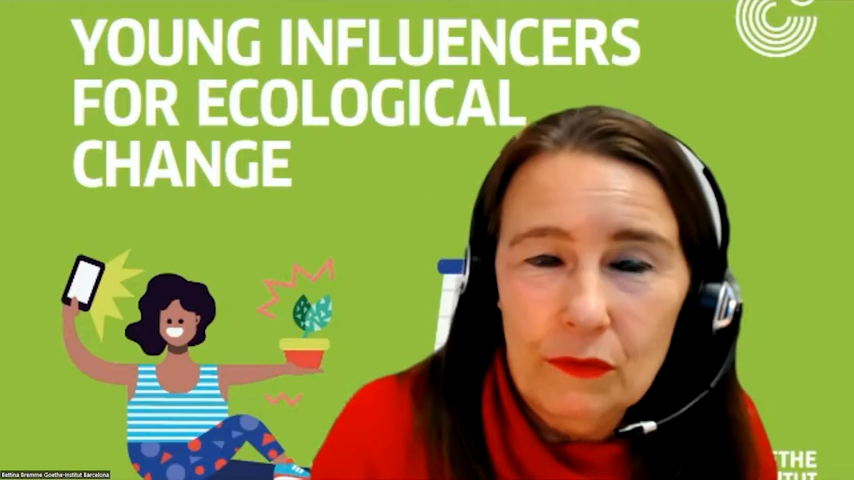 YOUNG INFLUENCERS
FOR ECOLOGICAL
CHANGE
Bettina Bremme Goethe-Institut Barcelona